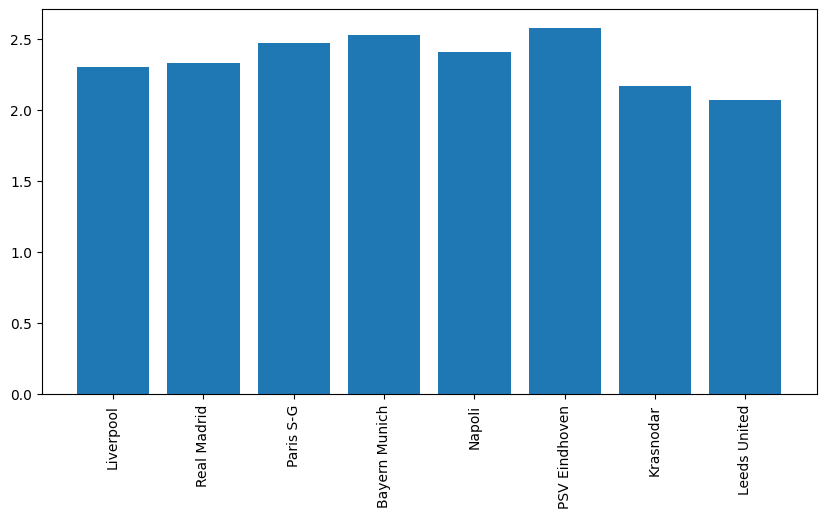 2.5
2.0
1.5
1.0
0.5
0.0
Liverpool
Real Madrid
Paris S-G
Bayern Munich
Napoli
PSV Eindhoven
Krasnodar
Leeds United